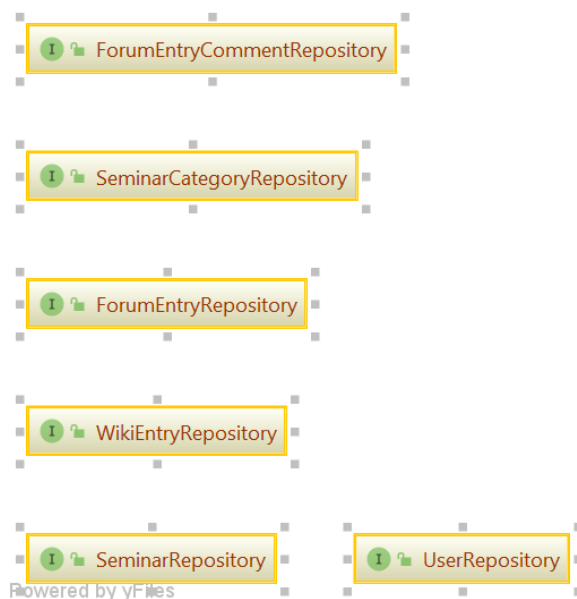 I ForumEntryCommentRepository
I SeminarCategoryRepository
I ForumEntryRepository
I WikiEntryRepository
I SeminarRepository I UserRepository
Powered by yFiles